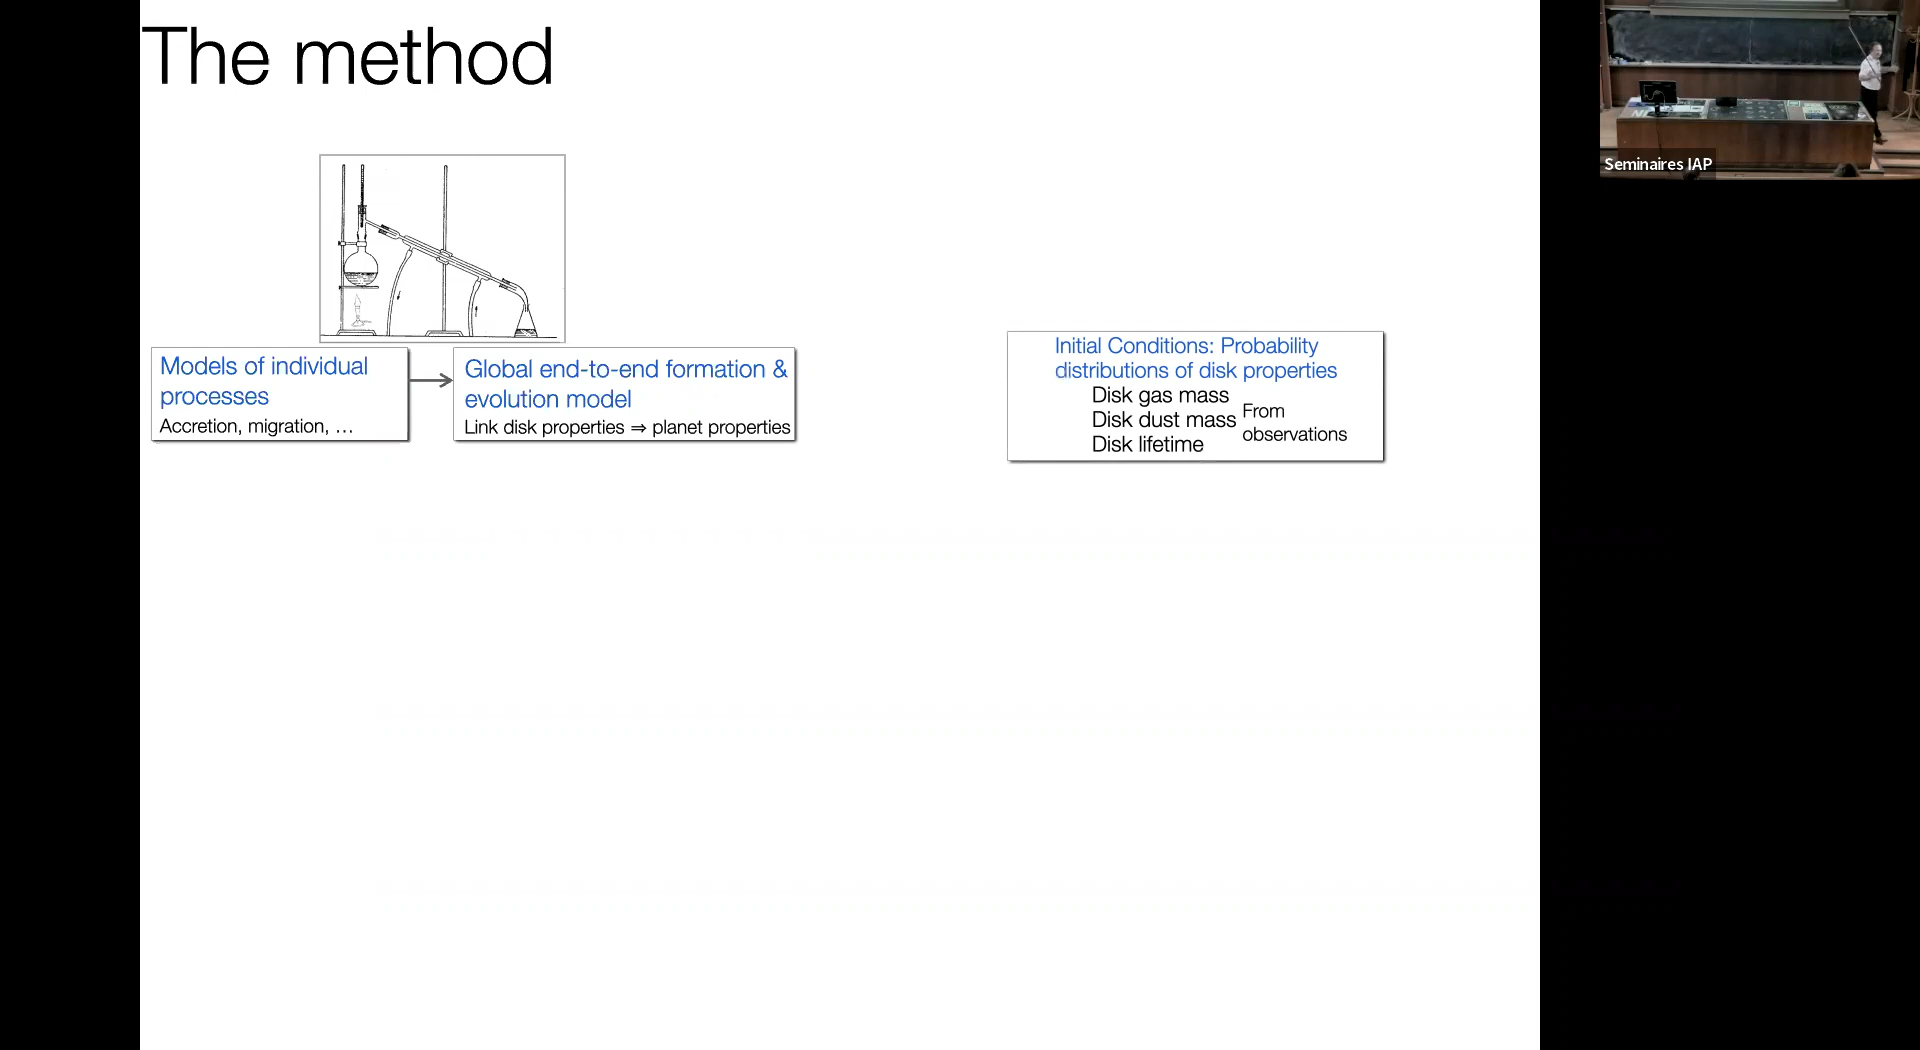 The method
Models of individual
processes
Accretion, migration, …
Global end-to-end formation &
evolution model
Link disk properties ⇒ planet properties
Initial Conditions: Probability
distributions of disk properties
Disk gas mass
Disk dust mass
Disk lifetime
From
observations
Seminaires IAP